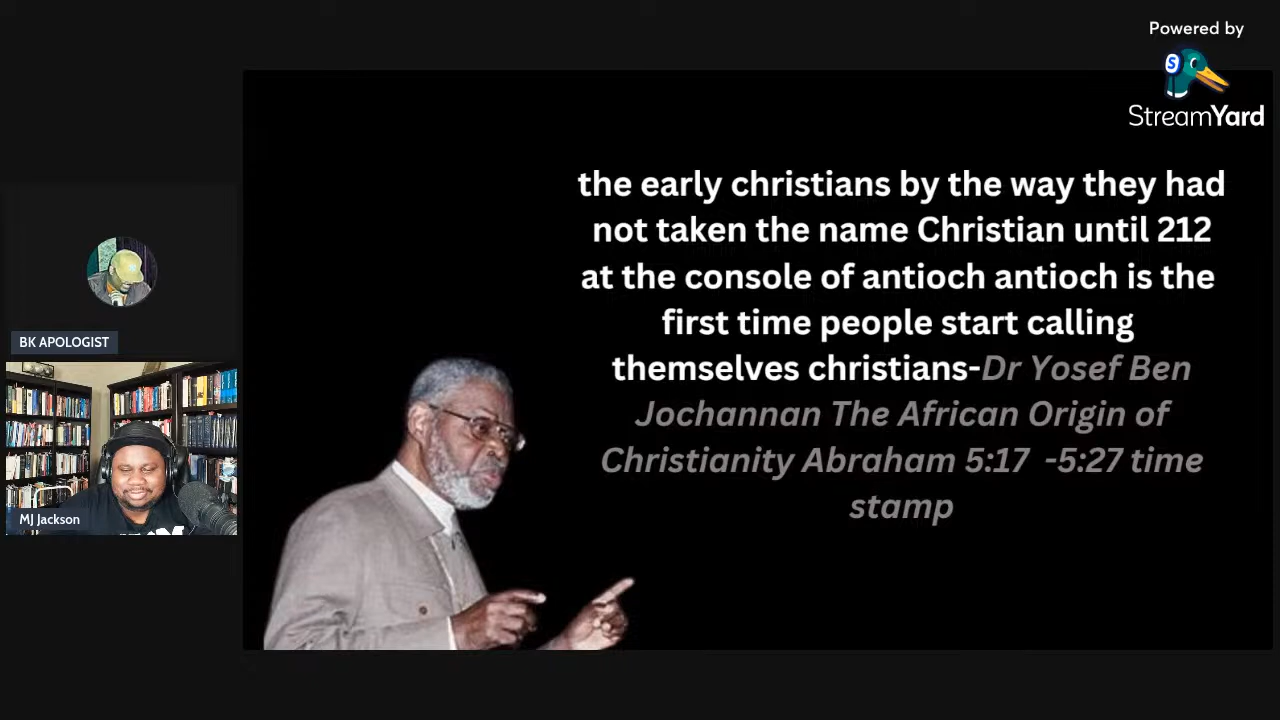 Powered by
StreamYard
the early christians by the way they had
not taken the name Christian until 212
at the console of antioch antioch is the
first time people start calling
themselves christians-Dr Yosef Ben
Jochannan The African Origin of
Christianity Abraham 5:17 -5:27 time
stamp
BK APOLOGIST
MJ Jackson